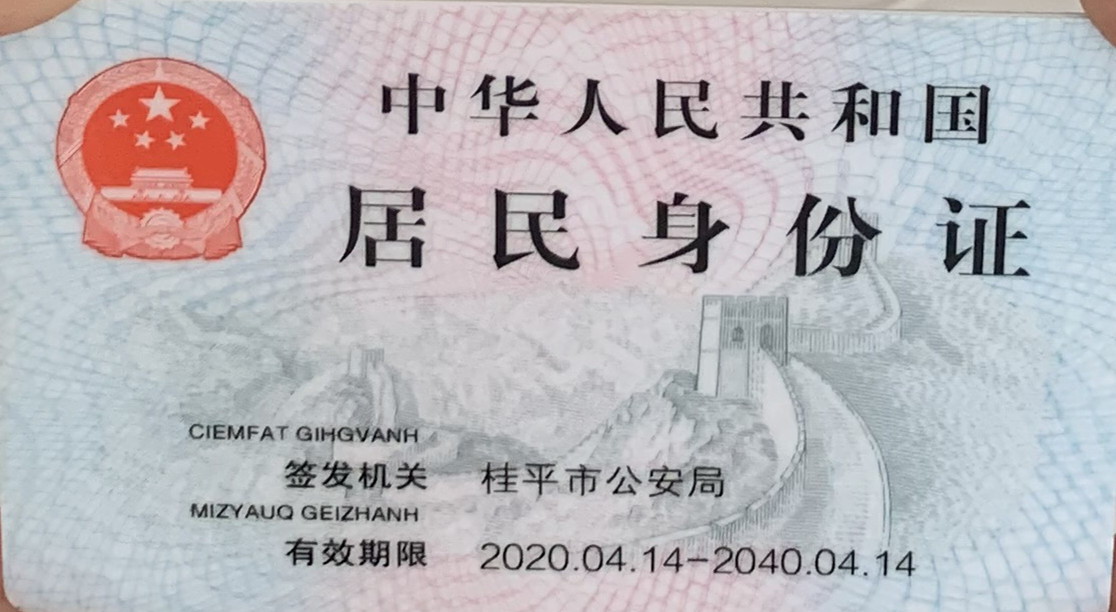 中华人民共和国
居民身份证
CIEMFAT GIHGVANH
签发机关 桂平市公安局
MIZYAUQ GEIZHANH
有效期限 2020.04.14-2040.04.14